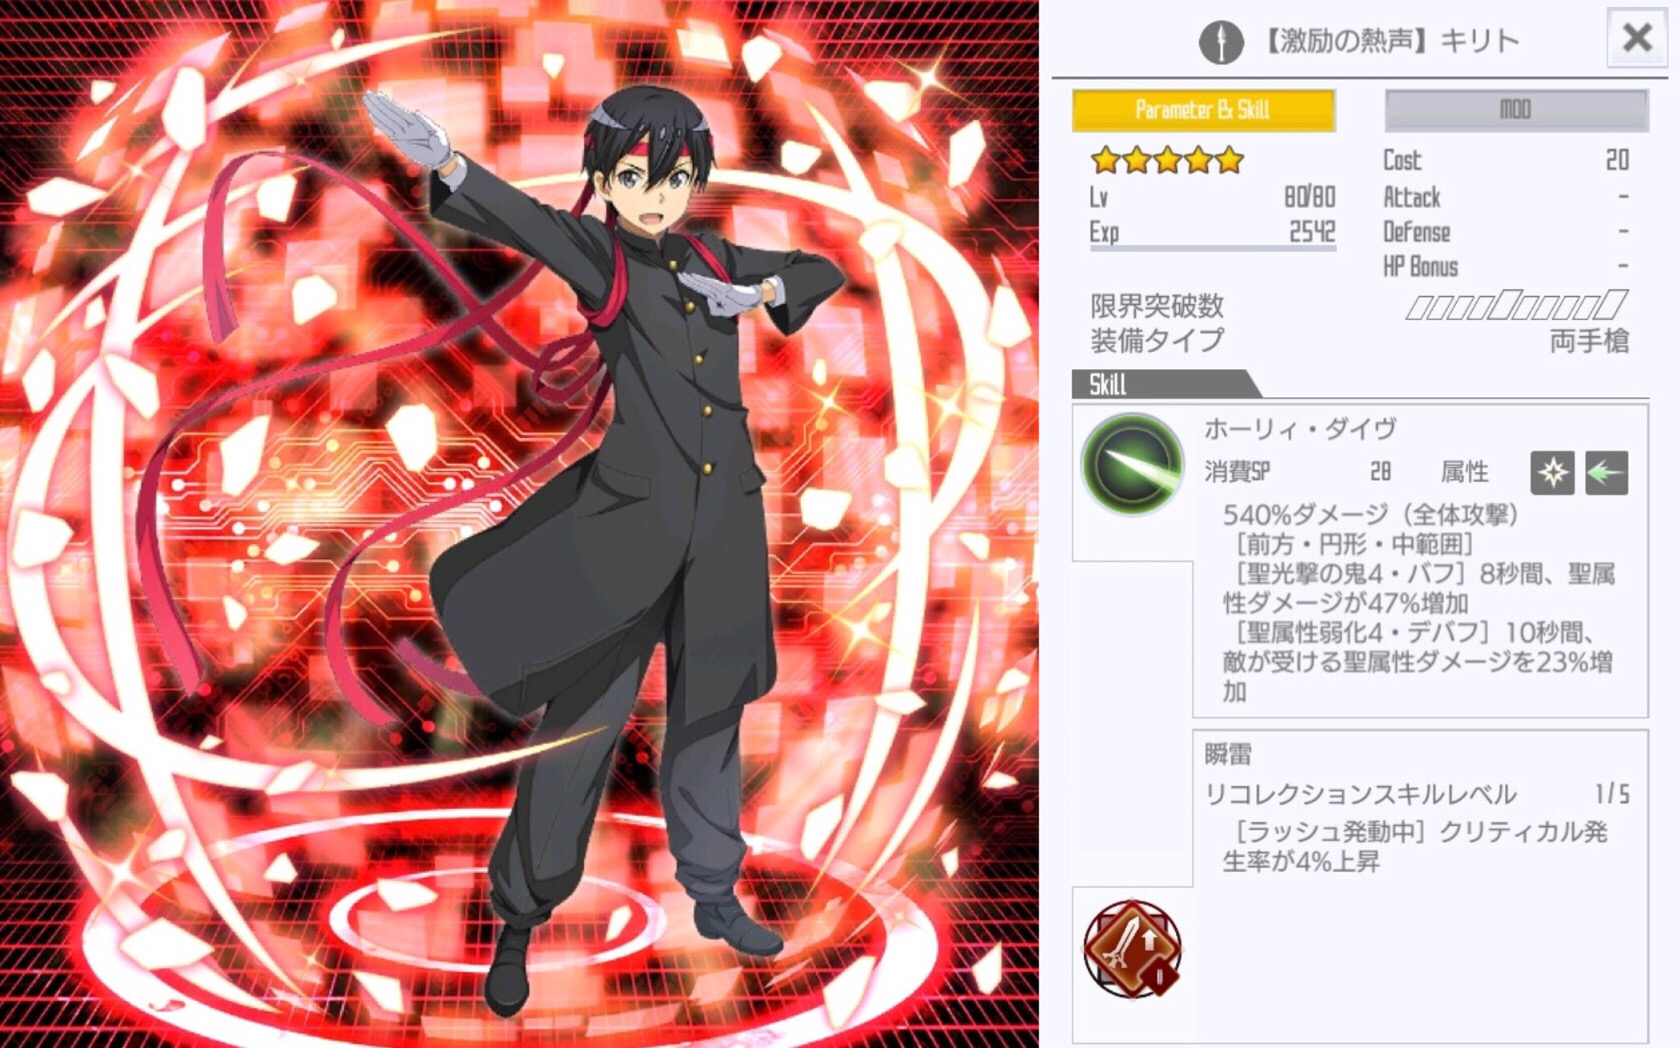 【激励の熱声】キリト
Parameter & Skill
MOD
Lv 80/80
Exp 2542
Cost 20
Attack -
Defense -
HP Bonus -
限界突破数
装備タイプ 両手槍
Skill
ホーリィ・ダイヴ
消費SP 28 属性
540%ダメージ（全体攻撃）
［前方・円形・中範囲］
［聖光撃の鬼4・バフ］8秒間、聖属
性ダメージが47%増加
［聖属性弱化4・デバフ］10秒間、
敵が受ける聖属性ダメージを23%増
加
瞬雷
リコレクションスキルレベル 1/5
［ラッシュ発動中］クリティカル発
生率が4%上昇
I